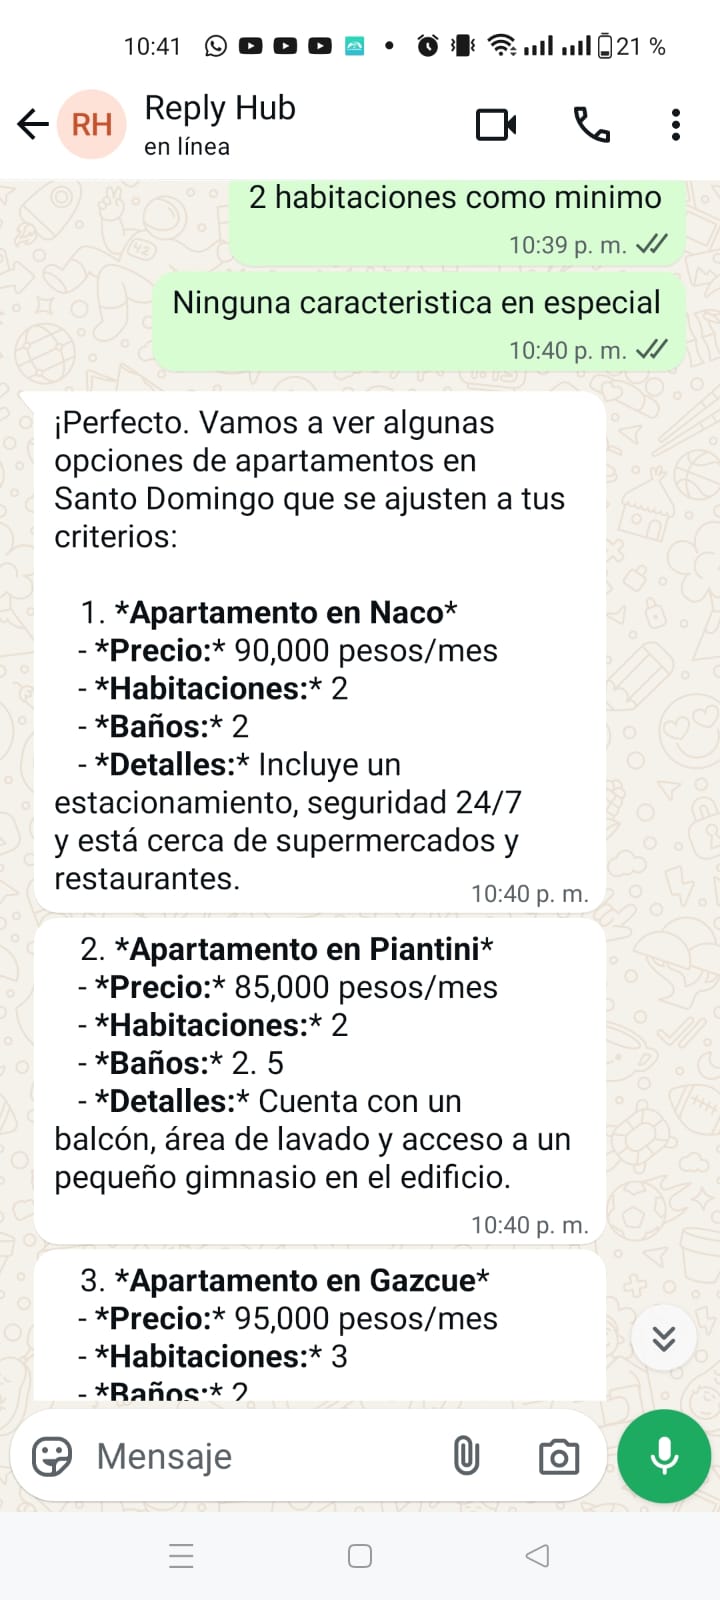 10:41
21 %
RH
Reply Hub
en línea
2 habitaciones como minimo
10:39 p. m.
Ninguna caracteristica en especial
10:40 p. m.
¡Perfecto. Vamos a ver algunas
opciones de apartamentos en
Santo Domingo que se ajusten a tus
criterios:
1. *Apartamento en Naco*
- *Precio:* 90,000 pesos/mes
- *Habitaciones:* 2
- *Baños:* 2
- *Detalles:* Incluye un
estacionamiento, seguridad 24/7
y está cerca de supermercados y
restaurantes.
10:40 p. m.
2. *Apartamento en Piantini*
- *Precio:* 85,000 pesos/mes
- *Habitaciones:* 2
- *Baños:* 2. 5
- *Detalles:* Cuenta con un
balcón, área de lavado y acceso a un
pequeño gimnasio en el edificio.
10:40 p. m.
3. *Apartamento en Gazcue*
- *Precio:* 95,000 pesos/mes
- *Habitaciones:* 3
- *Baños:* 2
Mensaje